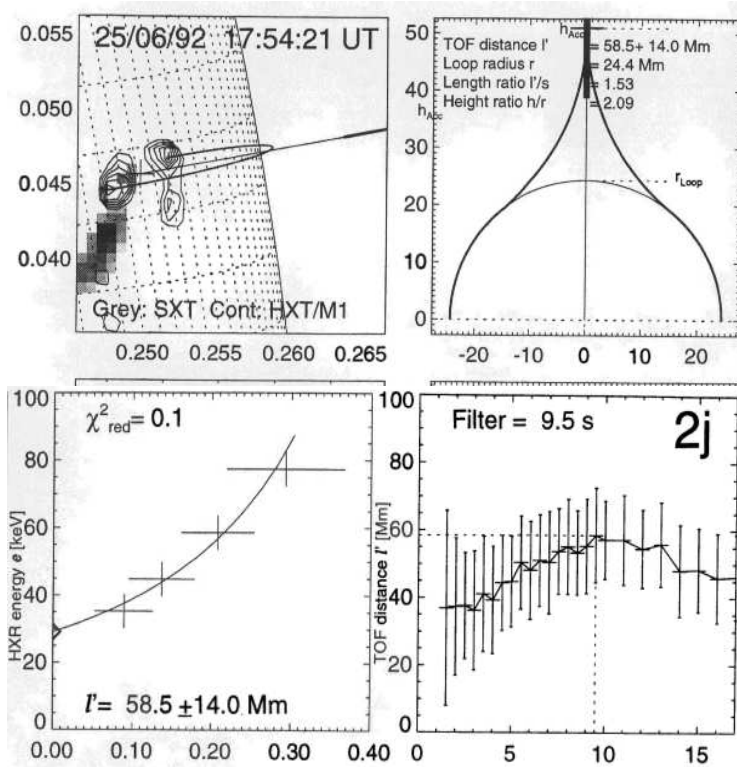 25/06/92 17:54:21 UT
0.055
0.050
0.045
0.040
Grey: SXT Cont: HXT/M1
0.250 0.255 0.260 0.265
50
40
30
20
10
0
h_Acc
TOF distance l' = 58.5+ 14.0 Mm
Loop radius r = 24.4 Mm
Length ratio l'/s = 1.53
Height ratio h/r = 2.09
h_Acc
r_Loop
-20 -10 0 10 20
100
80
60
40
20
0
HXR energy e [keV]
χ²_red= 0.1
l'= 58.5 ±14.0 Mm
0.00 0.10 0.20 0.30 0.40
100
80
60
40
20
0
TOF distance l' [Mm]
Filter = 9.5 s
2j
0 5 10 15